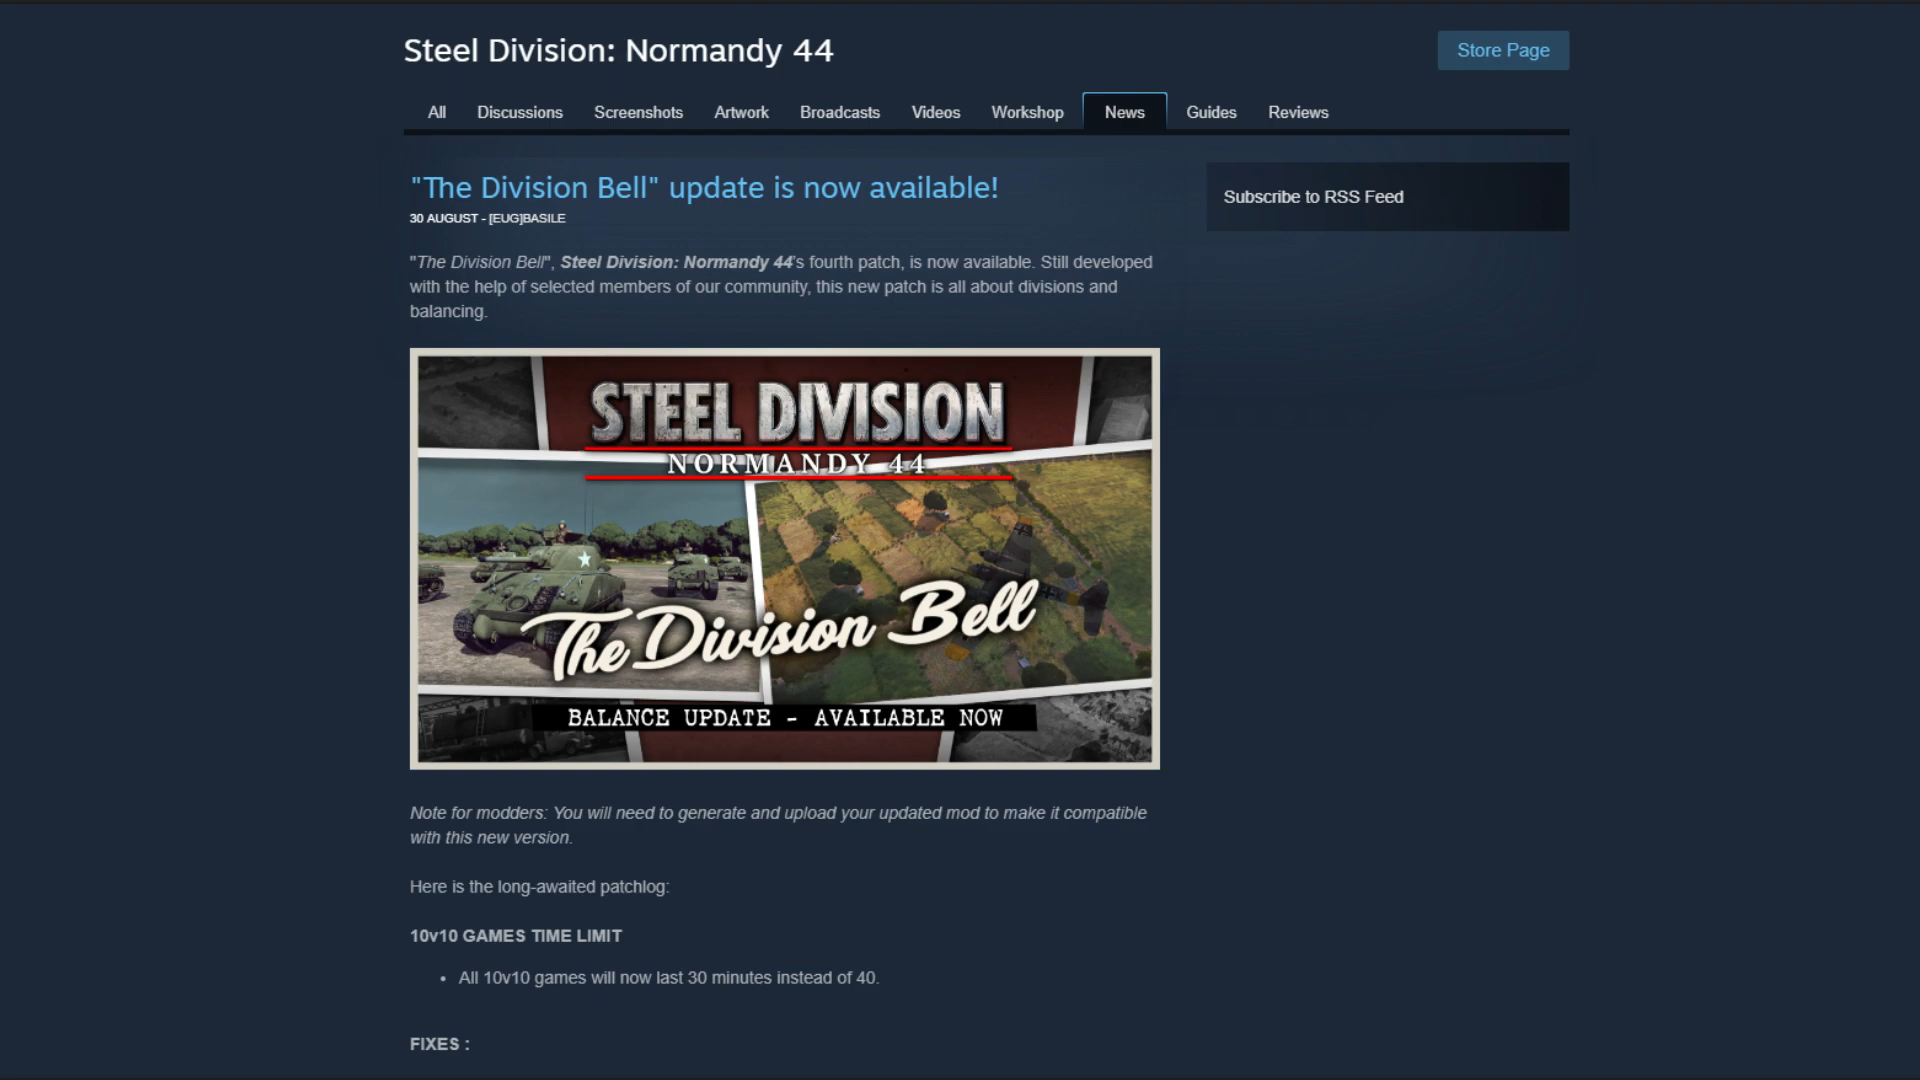 Steel Division: Normandy 44
Store Page
All Discussions Screenshots Artwork Broadcasts Videos Workshop News Guides Reviews
"The Division Bell" update is now available!
30 AUGUST - [EUG]BASILE
Subscribe to RSS Feed
"The Division Bell", Steel Division: Normandy 44's fourth patch, is now available. Still developed
with the help of selected members of our community, this new patch is all about divisions and
balancing.
STEEL DIVISION
NORMANDY 44
The Division Bell
BALANCE UPDATE - AVAILABLE NOW
Note for modders: You will need to generate and upload your updated mod to make it compatible
with this new version.
Here is the long-awaited patchlog:
10v10 GAMES TIME LIMIT
• All 10v10 games will now last 30 minutes instead of 40.
FIXES :